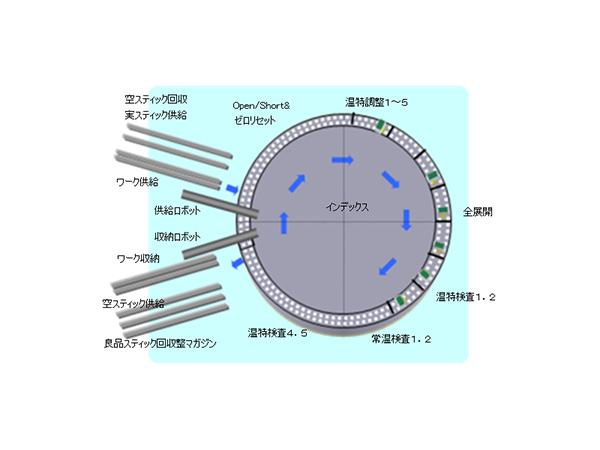 空スティック回収
実スティック供給
Open/Short&
ゼロリセット
温特調整１～５
ワーク供給
供給ロボット
インデックス
全展開
収納ロボット
ワーク収納
空スティック供給
温特検査１．２
温特検査４．５
常温検査１．２
良品スティック回収整マガジン